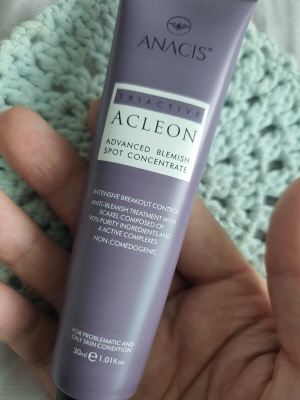 ANACIS®
TRIACTIVE
ACLEON
ADVANCED BLEMISH
SPOT CONCENTRATE
INTENSIVE BREAKOUT CONTROL
ANTI-BLEMISH TREATMENT WITH
SCAXEL COMPOSED OF
90% PURITY INGREDIENTS AND
4 ACTIVE COMPLEXES
NON-COMEDOGENIC
FOR PROBLEMATIC AND
OILY SKIN CONDITION
30ml ℮ 1.01fl.oz.